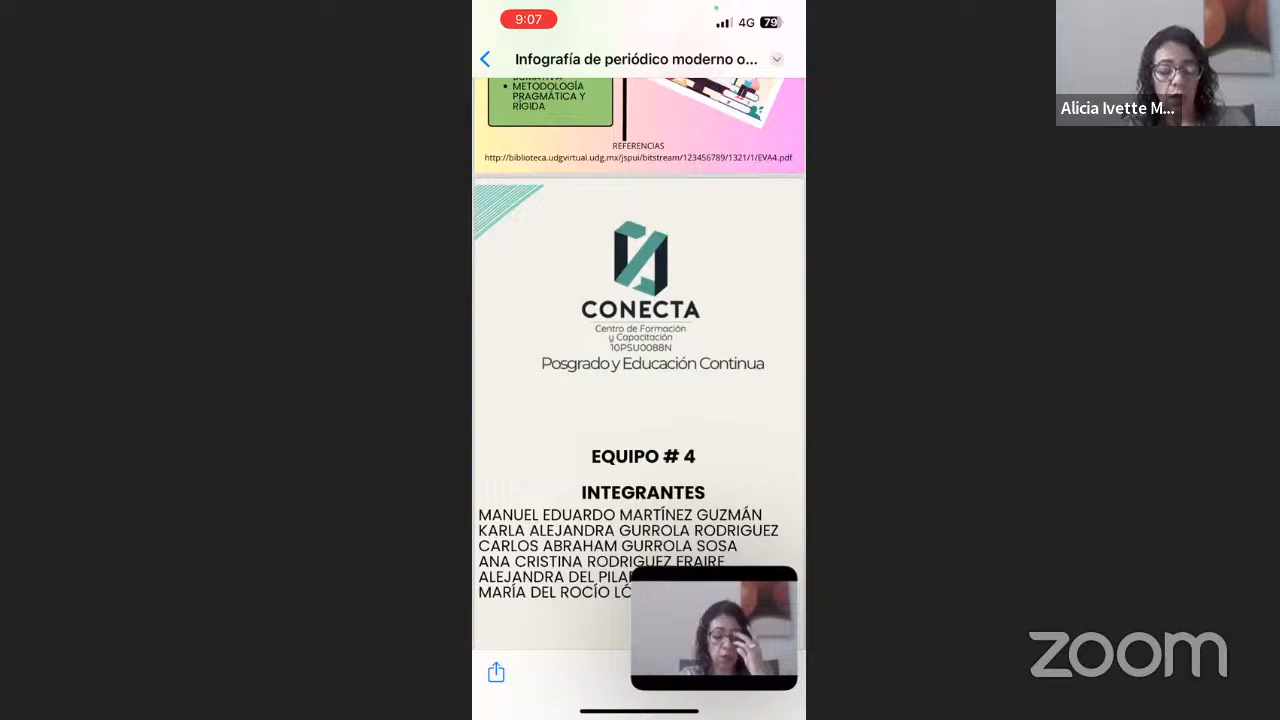 9:07
4G 79
Infografía de periódico moderno o...
METODOLOGÍA
PRAGMÁTICA Y
RÍGIDA
REFERENCIAS
http://biblioteca.udgvirtual.udg.mx/jspui/bitstream/123456789/1321/1/EVA4.pdf
CONECTA
Centro de Formación
y Capacitación
10PSU0088N
Posgrado y Educación Continua
EQUIPO # 4
INTEGRANTES
MANUEL EDUARDO MARTÍNEZ GUZMÁN
KARLA ALEJANDRA GURROLA RODRIGUEZ
CARLOS ABRAHAM GURROLA SOSA
ANA CRISTINA RODRIGUEZ FRAIRE
ALEJANDRA DEL PILA
MARÍA DEL ROCÍO LÓ
Alicia Ivette M...
zoom